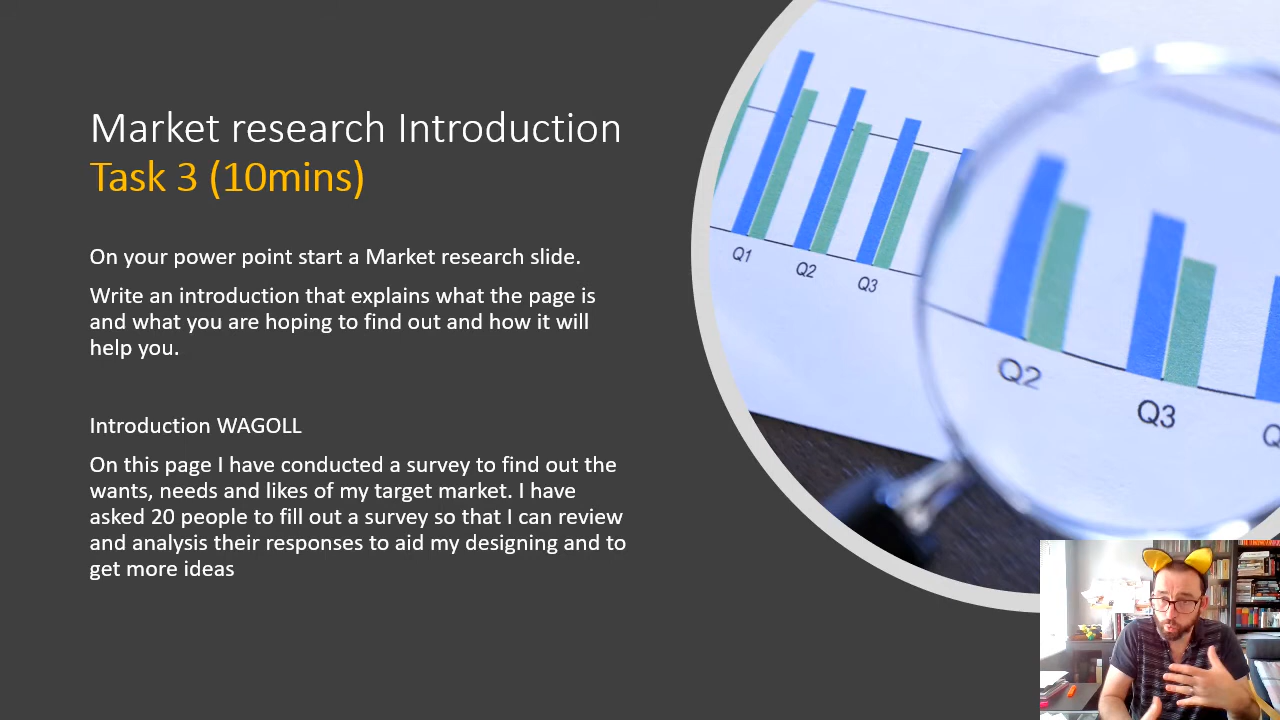 Market research Introduction
Task 3 (10mins)
On your power point start a Market research slide.
Write an introduction that explains what the page is
and what you are hoping to find out and how it will
help you.
Introduction WAGOLL
On this page I have conducted a survey to find out the
wants, needs and likes of my target market. I have
asked 20 people to fill out a survey so that I can review
and analysis their responses to aid my designing and to
get more ideas
Q1
Q2
Q3
Q2
Q3